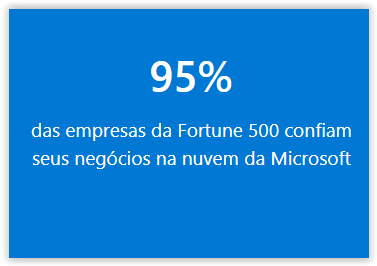 95%
das empresas da Fortune 500 confiam
seus negócios na nuvem da Microsoft